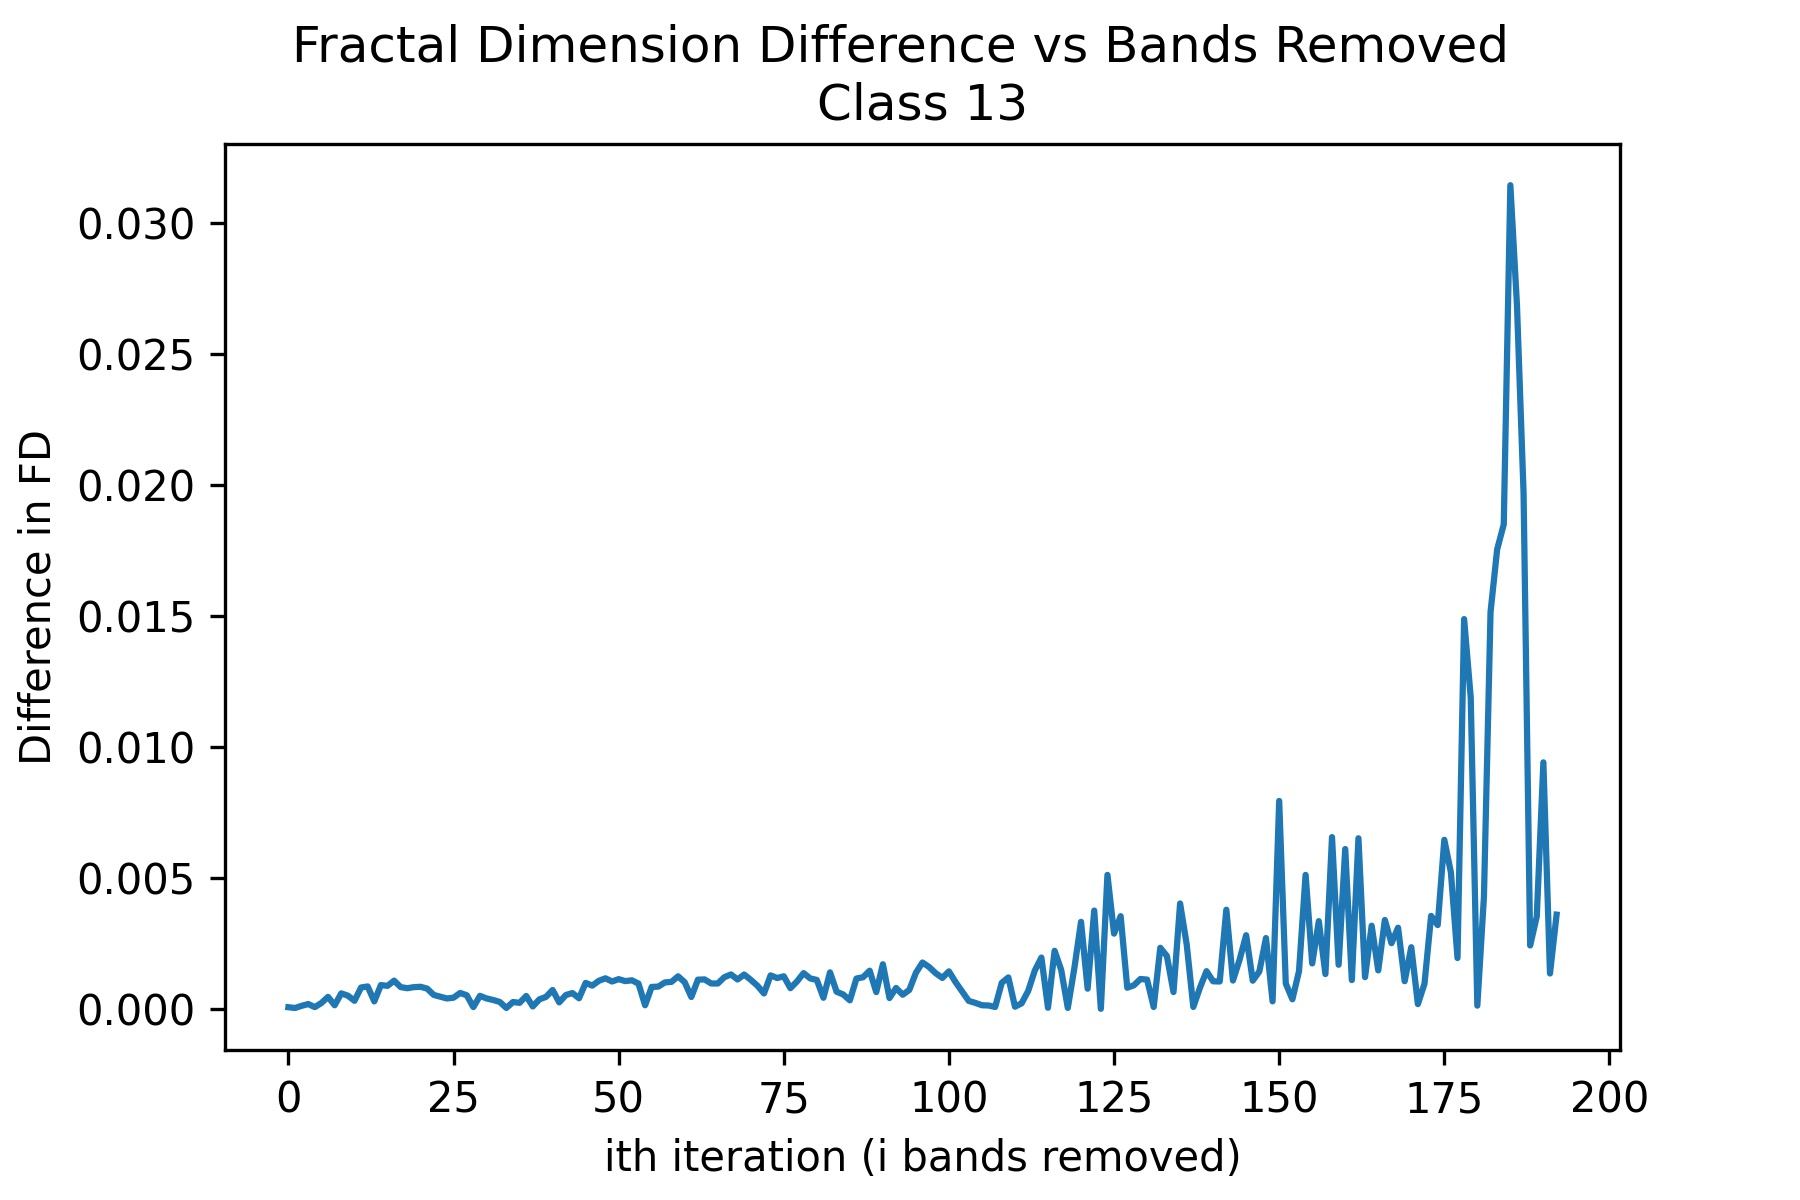 Fractal Dimension Difference vs Bands Removed
Class 13
0.030
0.025
0.020
0.015
0.010
0.005
0.000
Difference in FD
0 25 50 75 100 125 150 175 200
ith iteration (i bands removed)